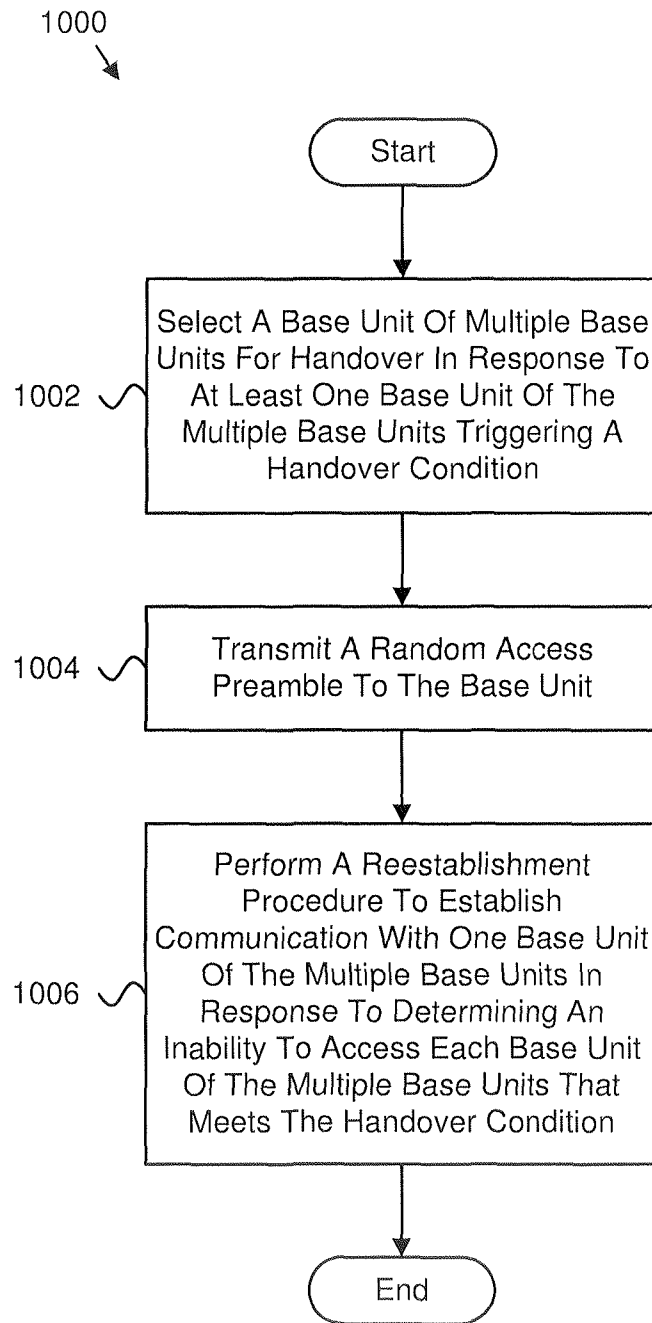 1000
Start
Select A Base Unit Of Multiple Base
Units For Handover In Response To
At Least One Base Unit Of The
Multiple Base Units Triggering A
Handover Condition
1002
Transmit A Random Access
Preamble To The Base Unit
1004
Perform A Reestablishment
Procedure To Establish
Communication With One Base Unit
Of The Multiple Base Units In
Response To Determining An
Inability To Access Each Base Unit
Of The Multiple Base Units That
Meets The Handover Condition
1006
End